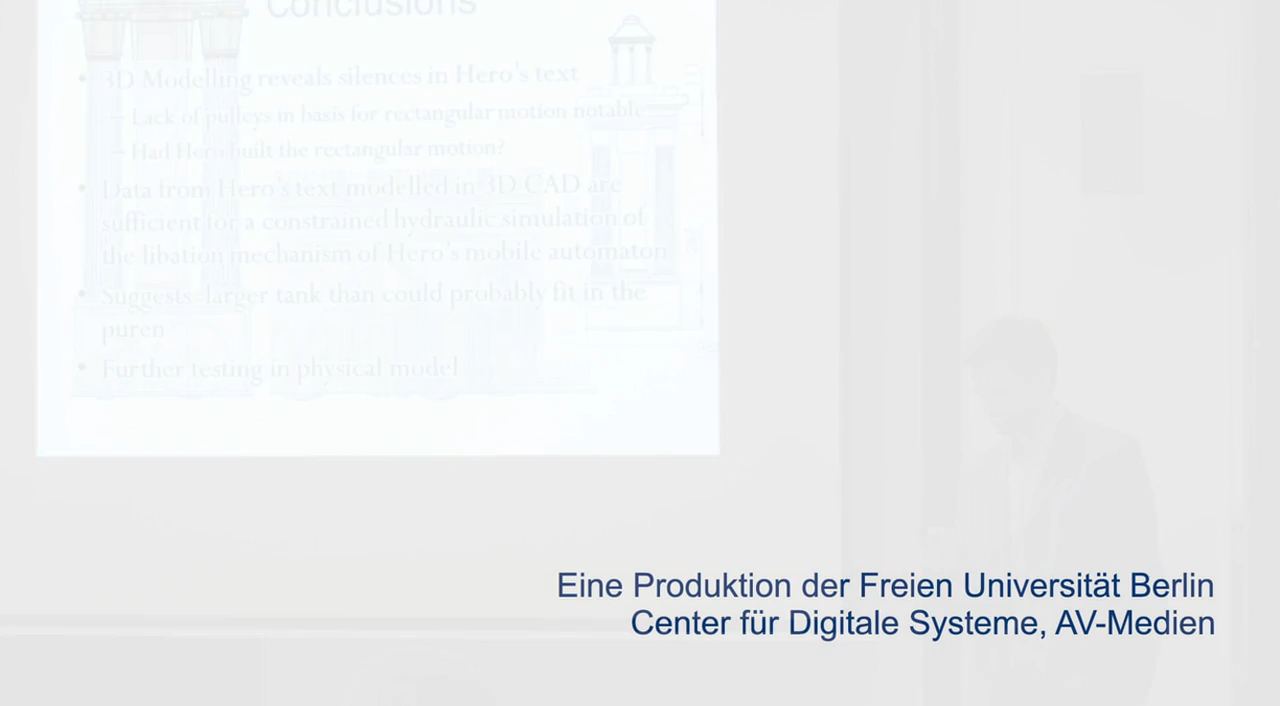 Conclusions
• 3D Modelling reveals silences in Hero's text
– Lack of pulleys in basis for rectangular motion notable
– Had Hero built the rectangular motion?
• Data from Hero's text modelled in 3D CAD are
sufficient for a constrained hydraulic simulation of
the libation mechanism of Hero's mobile automaton
• Suggests larger tank than could probably fit in the
puren
• Further testing in physical model
Eine Produktion der Freien Universität Berlin
Center für Digitale Systeme, AV-Medien